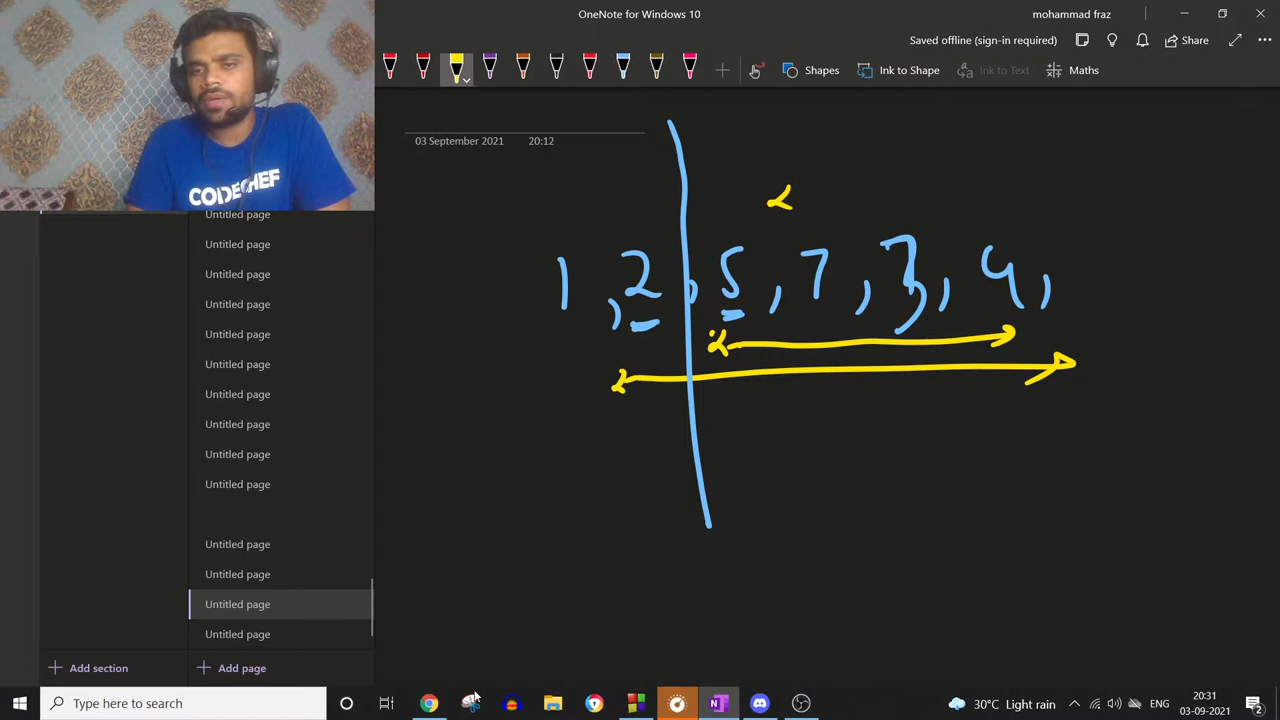 OneNote for Windows 10
mohammad fraz
Saved offline (sign-in required)
Share
Shapes
Ink to Shape
Ink to Text
Maths
CODECHEF
03 September 2021 20:12
1, 2, 5, 7, 3, 4,
Untitled page
Untitled page
Untitled page
Untitled page
Untitled page
Untitled page
Untitled page
Untitled page
Untitled page
Untitled page
Untitled page
Untitled page
Untitled page
Untitled page
Add section
Add page
Type here to search
30°C Light rain
ENG
20:31
03-09-2021
2